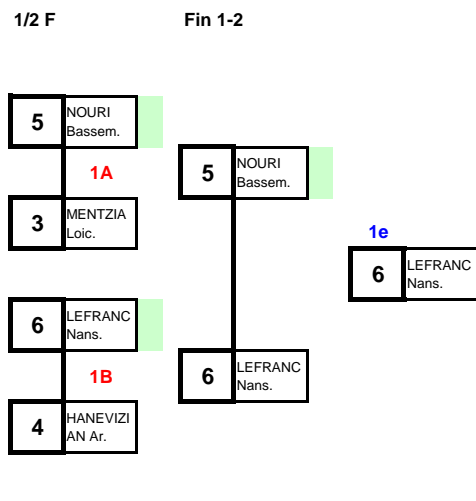 1/2 F
Fin 1-2
5
NOURI
Bassem.
1A
3
MENTZIA
Loic.
6
LEFRANC
Nans.
1B
4
HANEVIZI
AN Ar.
5
NOURI
Bassem.
6
LEFRANC
Nans.
1e
6
LEFRANC
Nans.